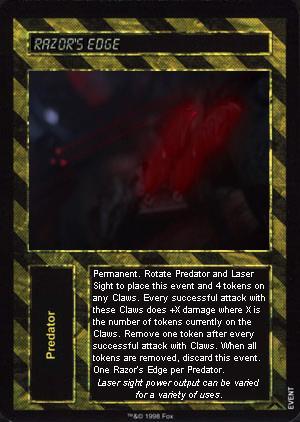 RAZOR'S EDGE
Predator
Permanent. Rotate Predator and Laser
Sight to place this event and 4 tokens on
any Claws. Every successful attack with
these Claws does +X damage where X is
the number of tokens currently on the
Claws. Remove one token after every
successful attack with Claws. When all
tokens are removed, discard this event.
One Razor's Edge per Predator.
Laser sight power output can be varied
for a variety of uses.
EVENT
™&© 1998 Fox